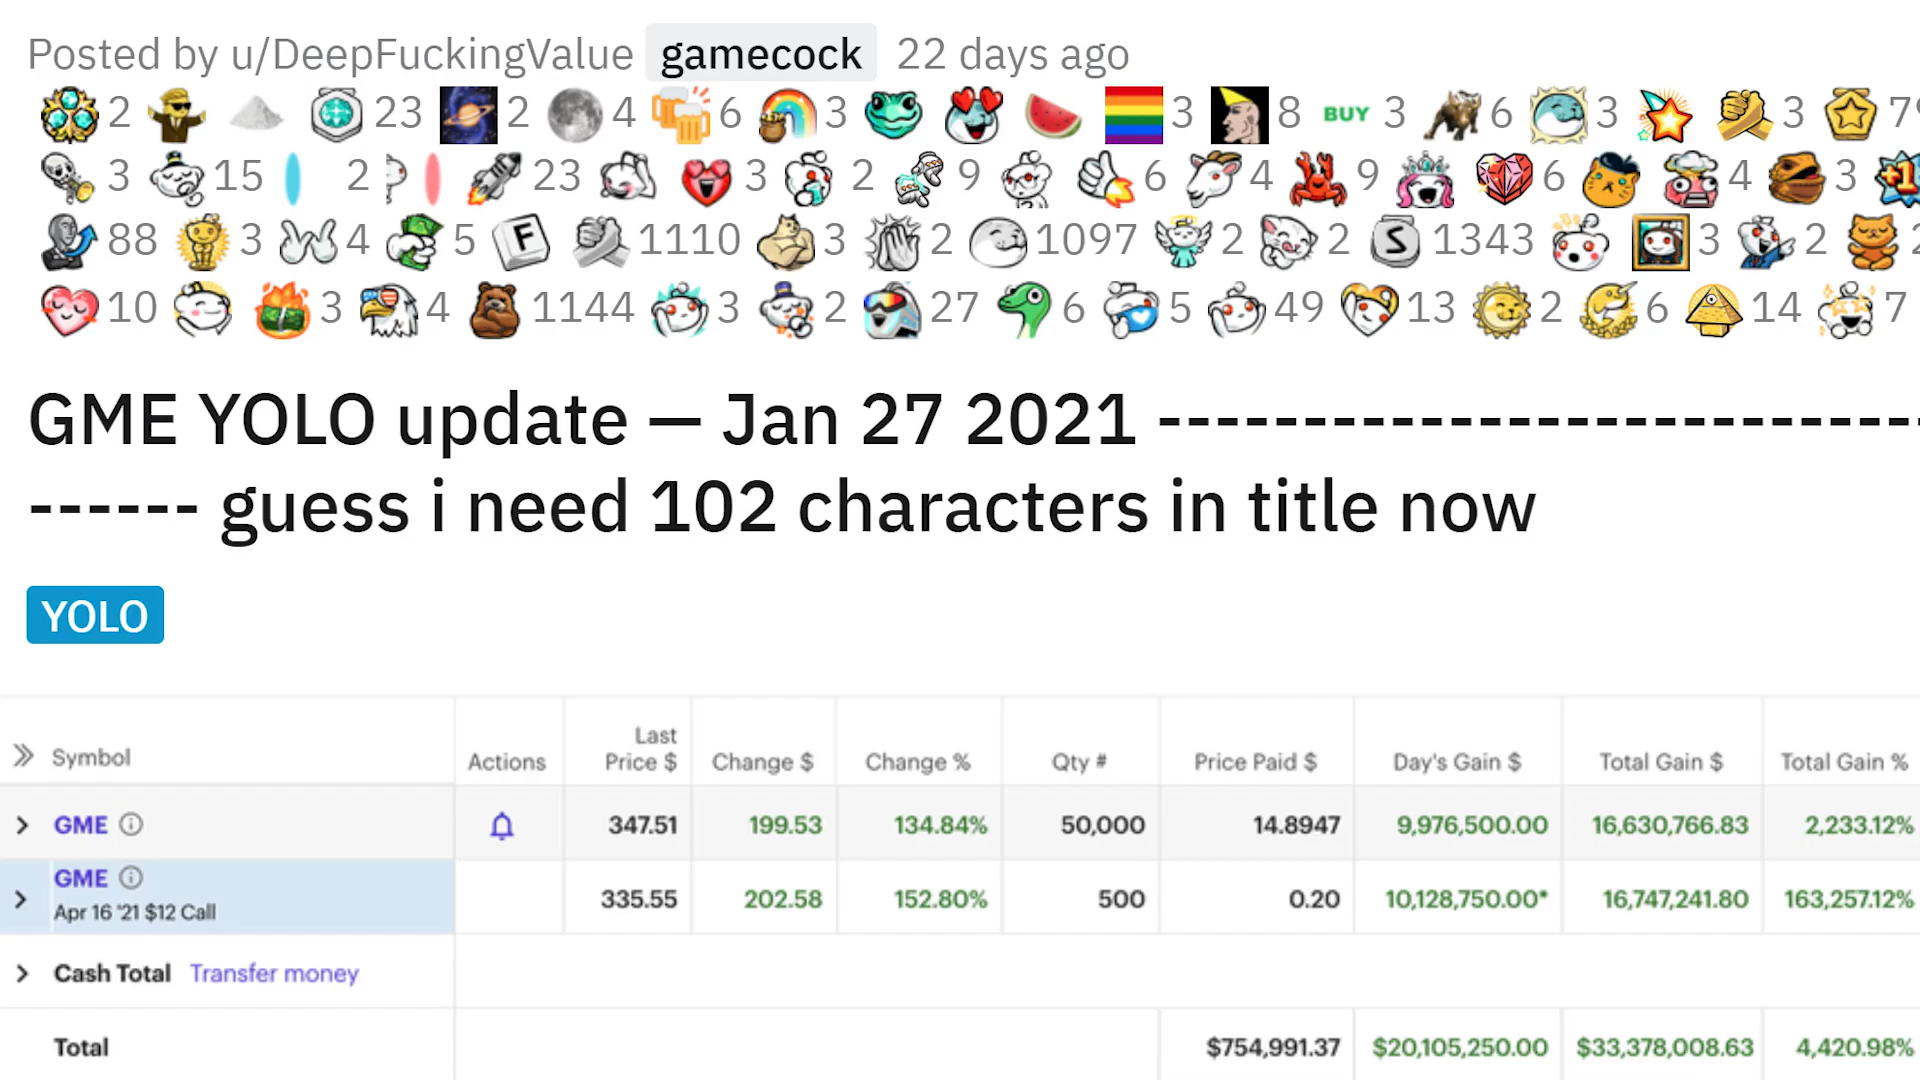 Posted by u/DeepFuckingValue gamecock 22 days ago
2 23 2 4 6 3 3 8 BUY 3 6 3 3
3 15 2 23 3 2 9 6 4 9 6 4 3 +1
88 3 4 5 F 1110 3 2 1097 2 2 S 1343 3 2
10 3 4 1144 3 2 27 6 5 49 13 2 6 14 7
GME YOLO update — Jan 27 2021 --------------------------
------ guess i need 102 characters in title now
YOLO
Symbol Actions Last Price $ Change $ Change % Qty # Price Paid $ Day's Gain $ Total Gain $ Total Gain %
GME 347.51 199.53 134.84% 50,000 14.8947 9,976,500.00 16,630,766.83 2,233.12%
GME
Apr 16 '21 $12 Call 335.55 202.58 152.80% 500 0.20 10,128,750.00* 16,747,241.80 163,257.12%
Cash Total Transfer money
Total $754,991.37 $20,105,250.00 $33,378,008.63 4,420.98%